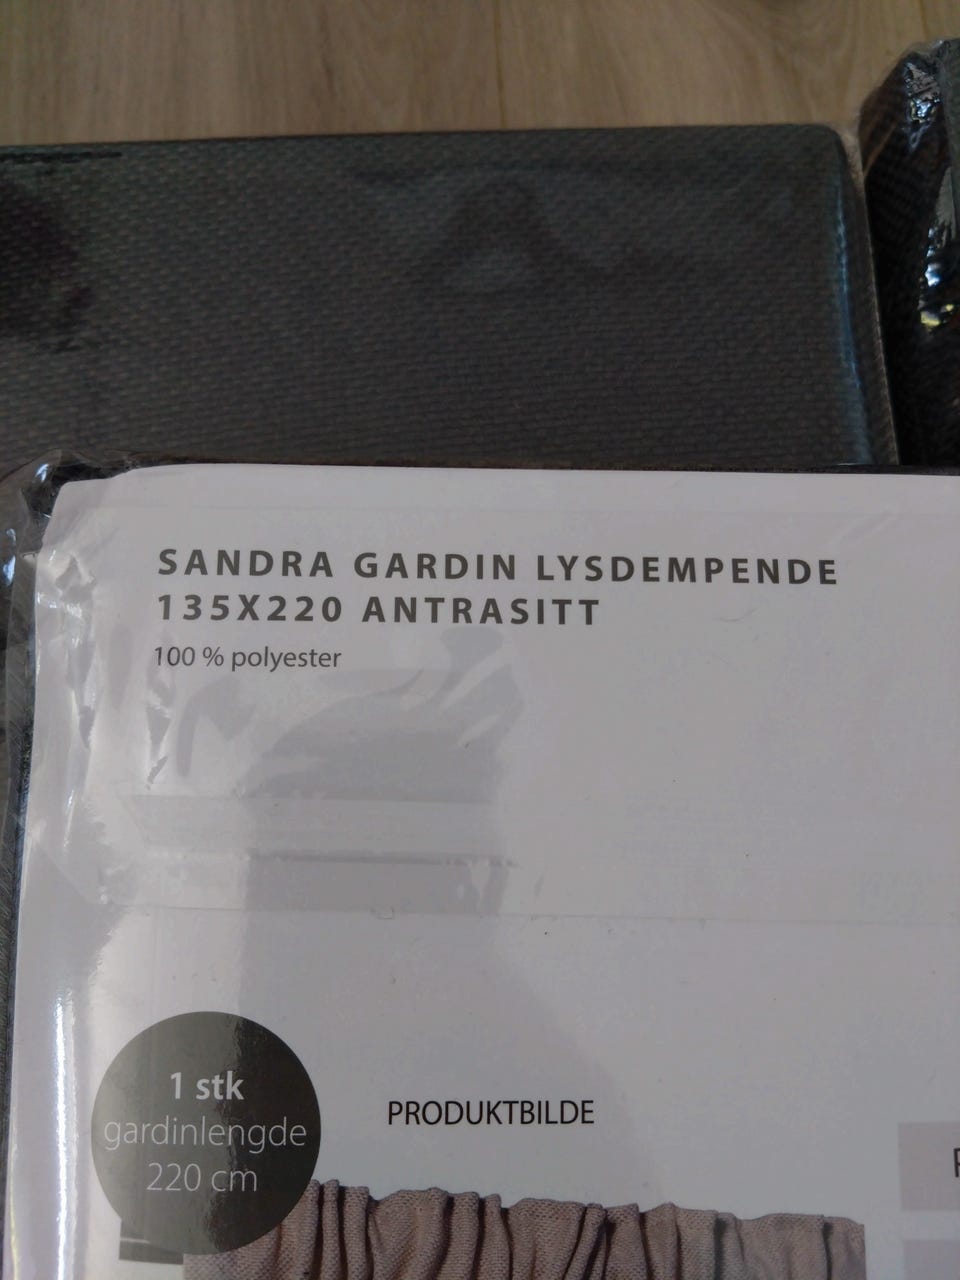 SANDRA GARDIN LYSDEMPENDE
135X220 ANTRASITT
100 % polyester
1 stk
gardinlengde
220 cm
PRODUKTBILDE